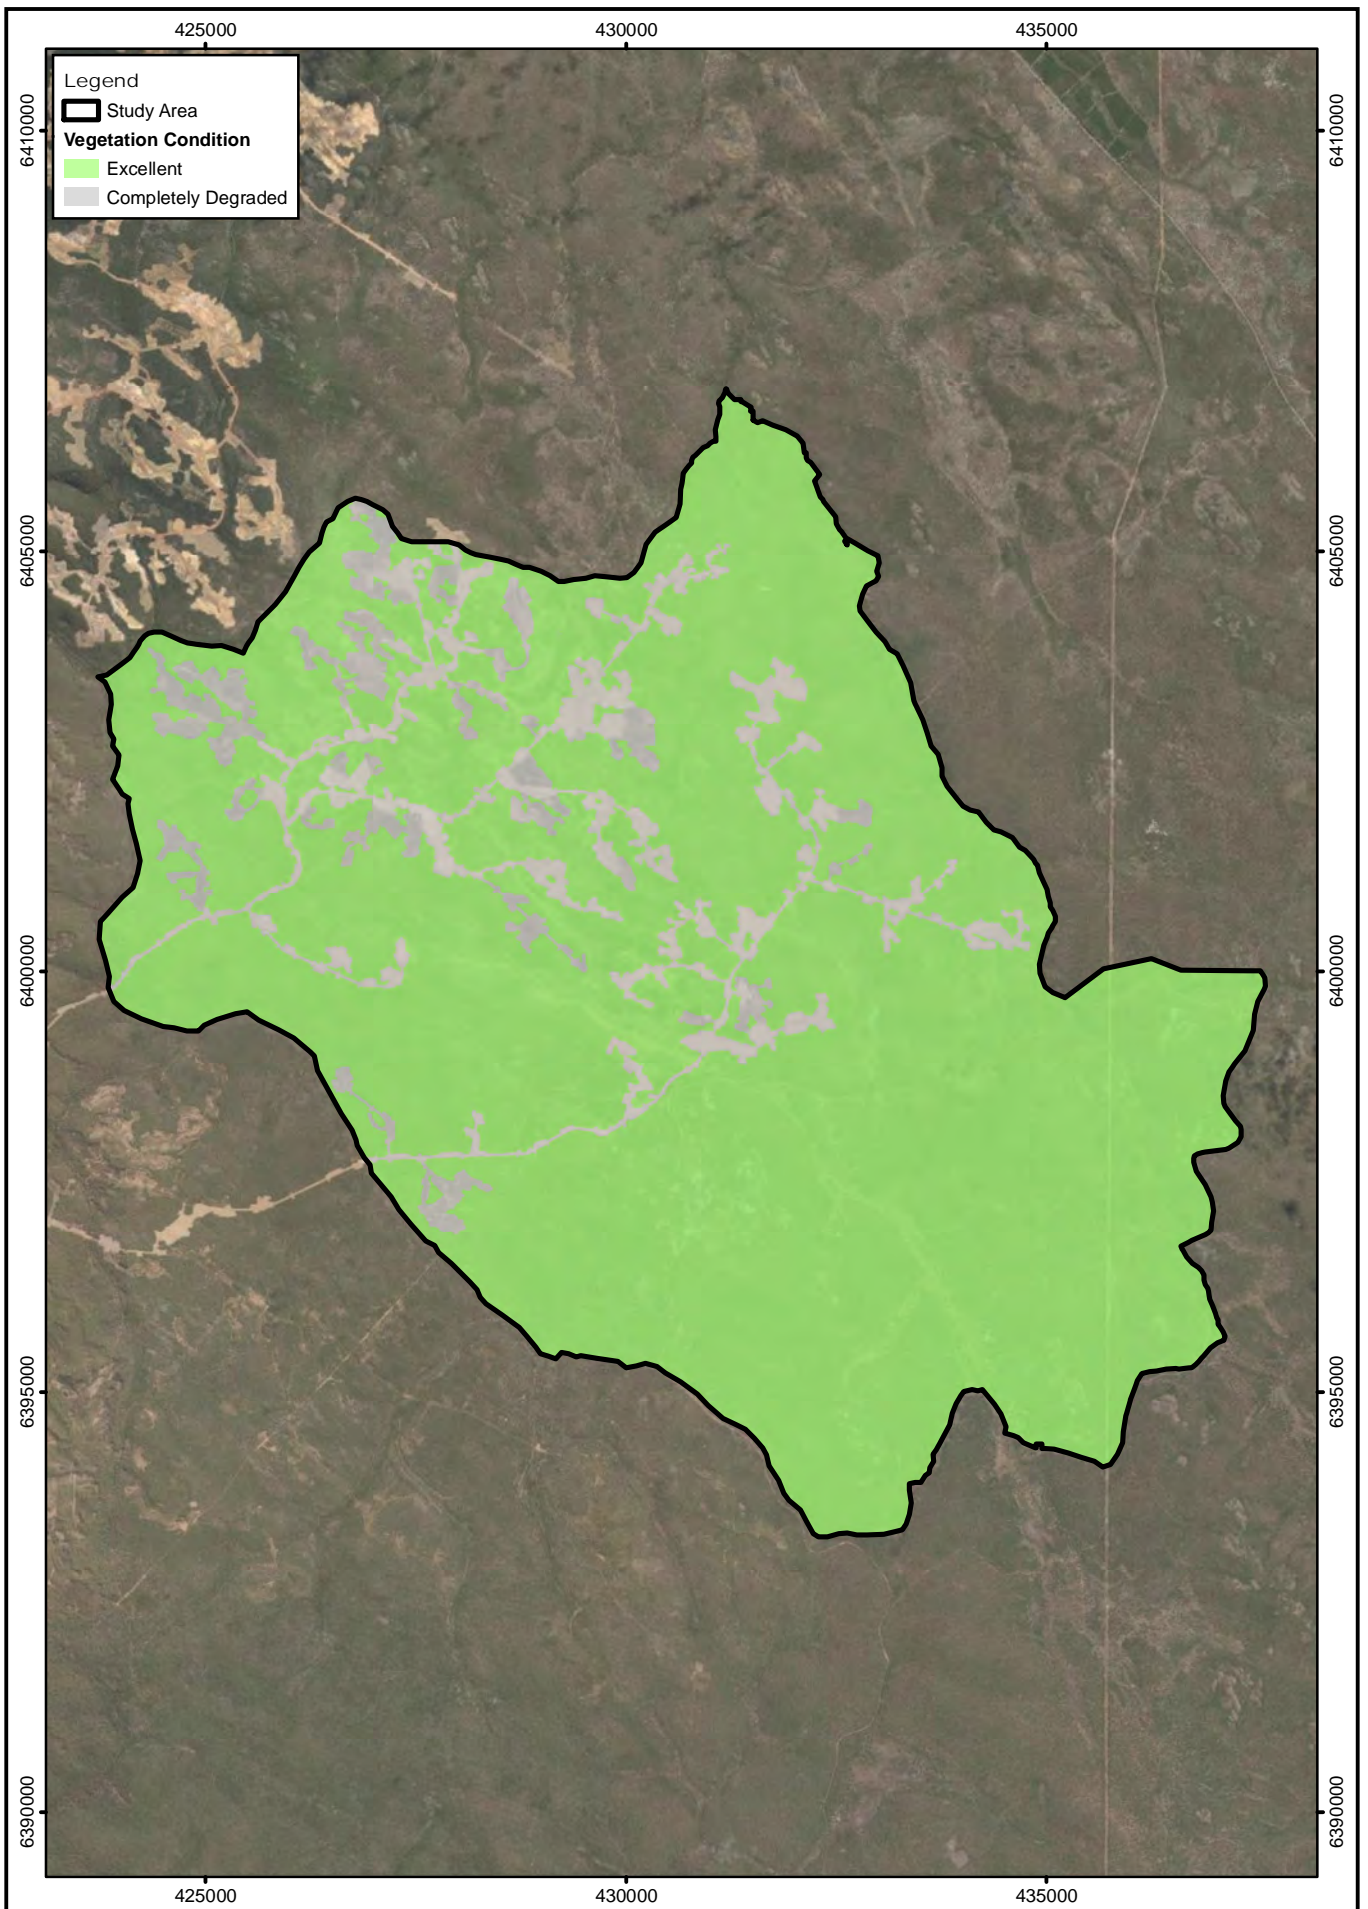 425000 430000 435000
Legend
Study Area
Vegetation Condition
Excellent
Completely Degraded
6410000 6410000
6405000 6405000
6400000 6400000
6395000 6395000
6390000 6390000
425000 430000 435000